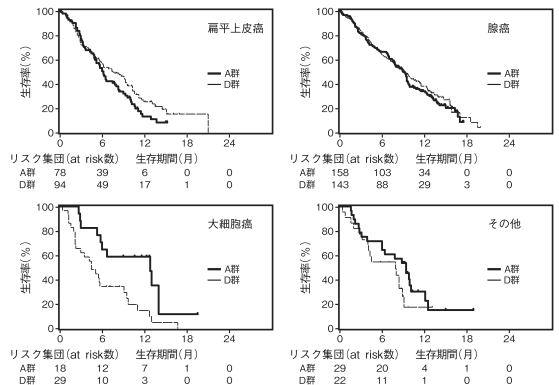 扁平上皮癌
生存率(%)
100
80
60
40
20
0
A群
D群
0 6 12 18 24
リスク集団(at risk数) 生存期間(月)
A群 78 39 6 0 0
D群 94 49 17 1 0
腺癌
生存率(%)
100
80
60
40
20
0
A群
D群
0 6 12 18 24
リスク集団(at risk数) 生存期間(月)
A群 158 103 34 0 0
D群 143 88 29 3 0
大細胞癌
生存率(%)
100
80
60
40
20
0
A群
D群
0 6 12 18 24
リスク集団(at risk数) 生存期間(月)
A群 18 12 7 1 0
D群 29 10 3 0 0
その他
生存率(%)
100
80
60
40
20
0
A群
D群
0 6 12 18 24
リスク集団(at risk数) 生存期間(月)
A群 29 20 4 1 0
D群 22 11 1 0 0